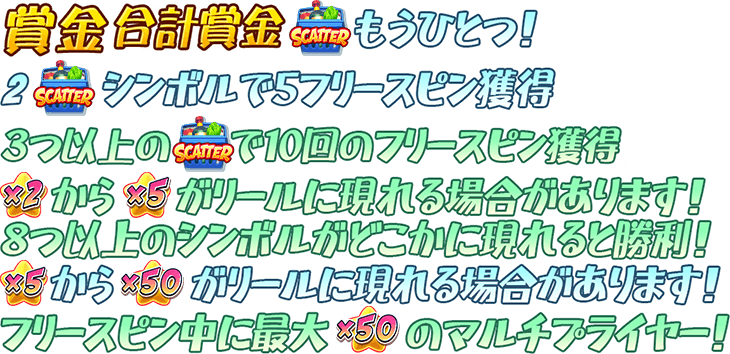 賞金 合計賞金 SCATTER もうひとつ!
2 SCATTER シンボルで5フリースピン獲得
3つ以上の SCATTER で10回のフリースピン獲得
×2 から ×5 がリールに現れる場合があります!
8つ以上のシンボルがどこかに現れると勝利!
×5 から ×50 がリールに現れる場合があります!
フリースピン中に最大 ×50 のマルチプライヤー!